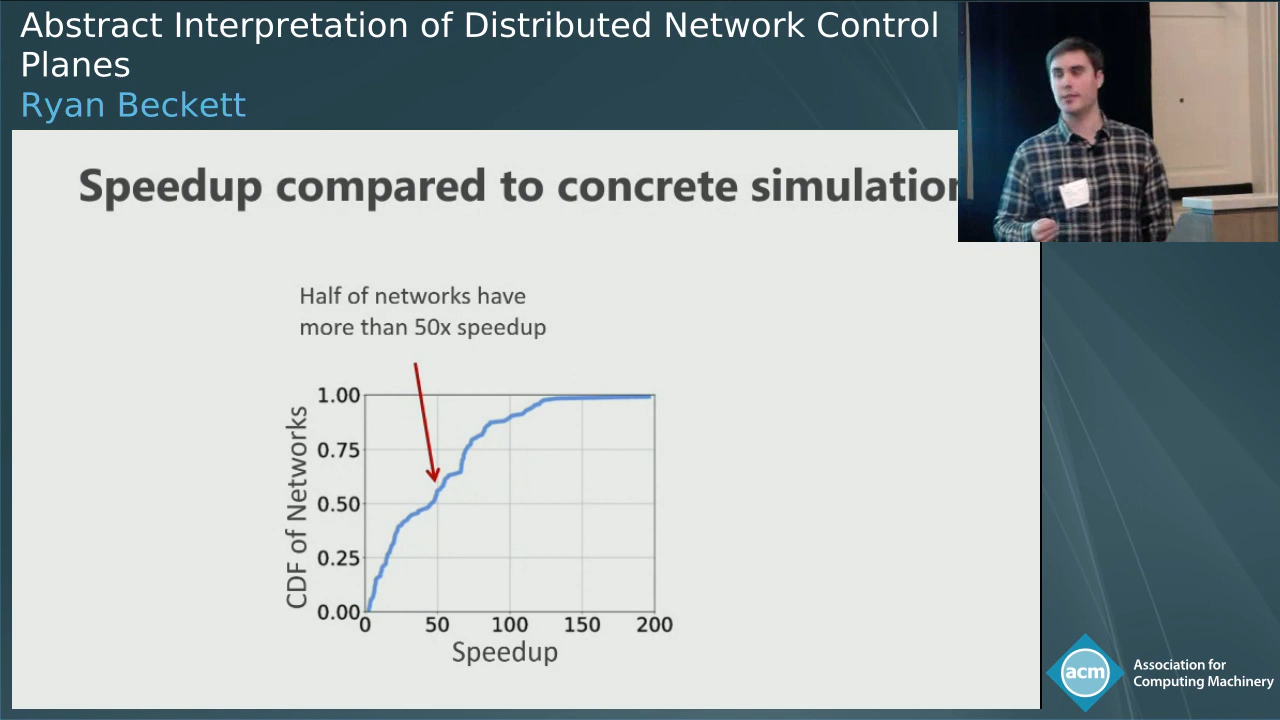 Abstract Interpretation of Distributed Network Control
Planes
Ryan Beckett
Speedup compared to concrete simulation
Half of networks have
more than 50x speedup
1.00
0.75
0.50
0.25
0.00
CDF of Networks
0 50 100 150 200
Speedup
acm
Association for
Computing Machinery